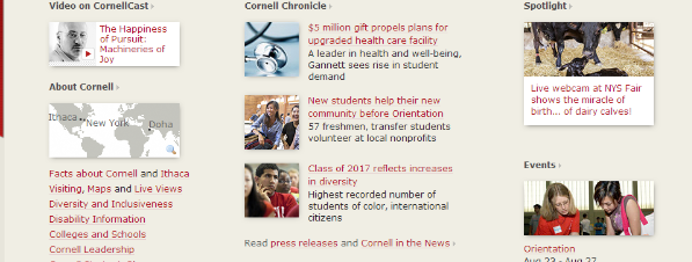 Video on CornellCast ›
The Happiness
of Pursuit:
Machineries of
Joy
About Cornell ›
Ithaca
New York
Doha
Facts about Cornell and Ithaca
Visiting, Maps and Live Views
Diversity and Inclusiveness
Disability Information
Colleges and Schools
Cornell Leadership
Cornell Chronicle ›
$5 million gift propels plans for
upgraded health care facility
A leader in health and well-being,
Gannett sees rise in student
demand
New students help their new
community before Orientation
57 freshmen, transfer students
volunteer at local nonprofits
Class of 2017 reflects increases
in diversity
Highest recorded number of
students of color, international
citizens
Read press releases and Cornell in the News ›
Spotlight ›
Live webcam at NYS Fair
shows the miracle of
birth... of dairy calves!
Events ›
Orientation
Aug 23 - Aug 27